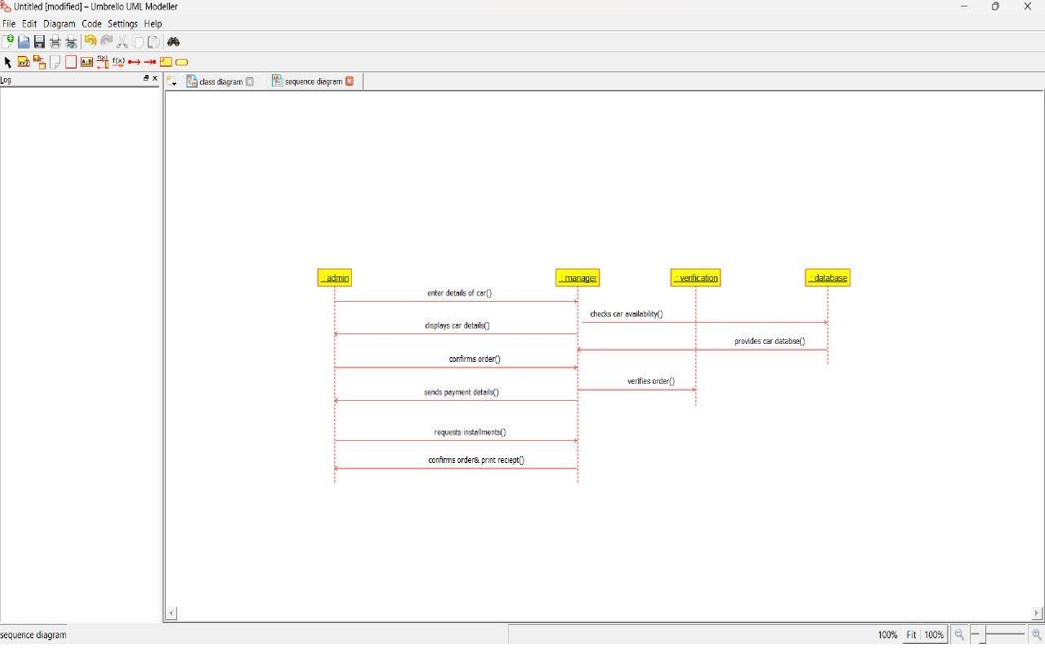 Untitled [modified] – Umbrello UML Modeller
File Edit Diagram Code Settings Help
Log
class diagram
sequence diagram
: admin
: manager
: verification
: database
enter details of car()
checks car availability()
displays car details()
provides car databse()
confirms order()
verifies order()
sends payment details()
requests installments()
confirms order& print reciept()
sequence diagram
100% Fit 100%